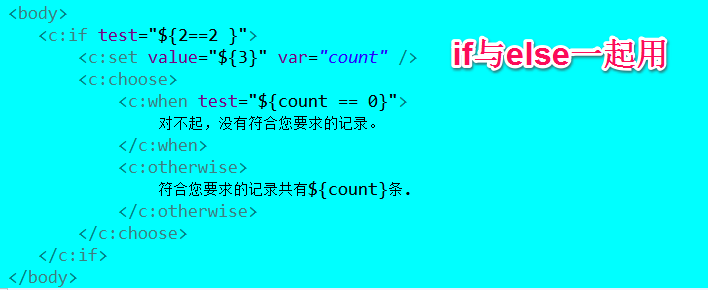 <body>
<c:if test="${2==2 }">
if与else一起用
<c:set value="${3}" var="count" />
<c:choose>
<c:when test="${count == 0}">
对不起，没有符合您要求的记录。
</c:when>
<c:otherwise>
符合您要求的记录共有${count}条.
</c:otherwise>
</c:choose>
</c:if>
</body>